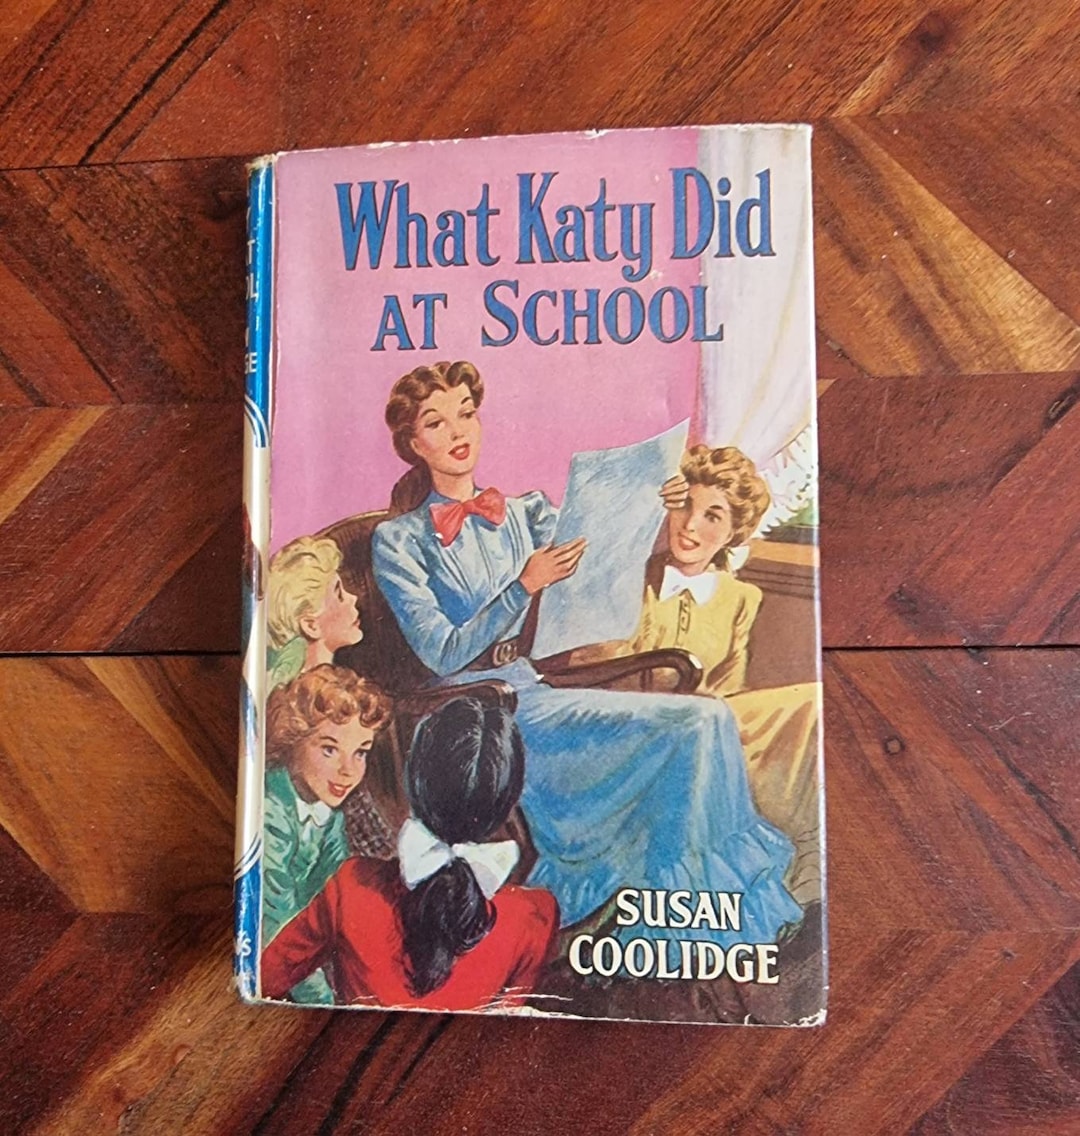 What Katy Did
AT SCHOOL
SUSAN
COOLIDGE